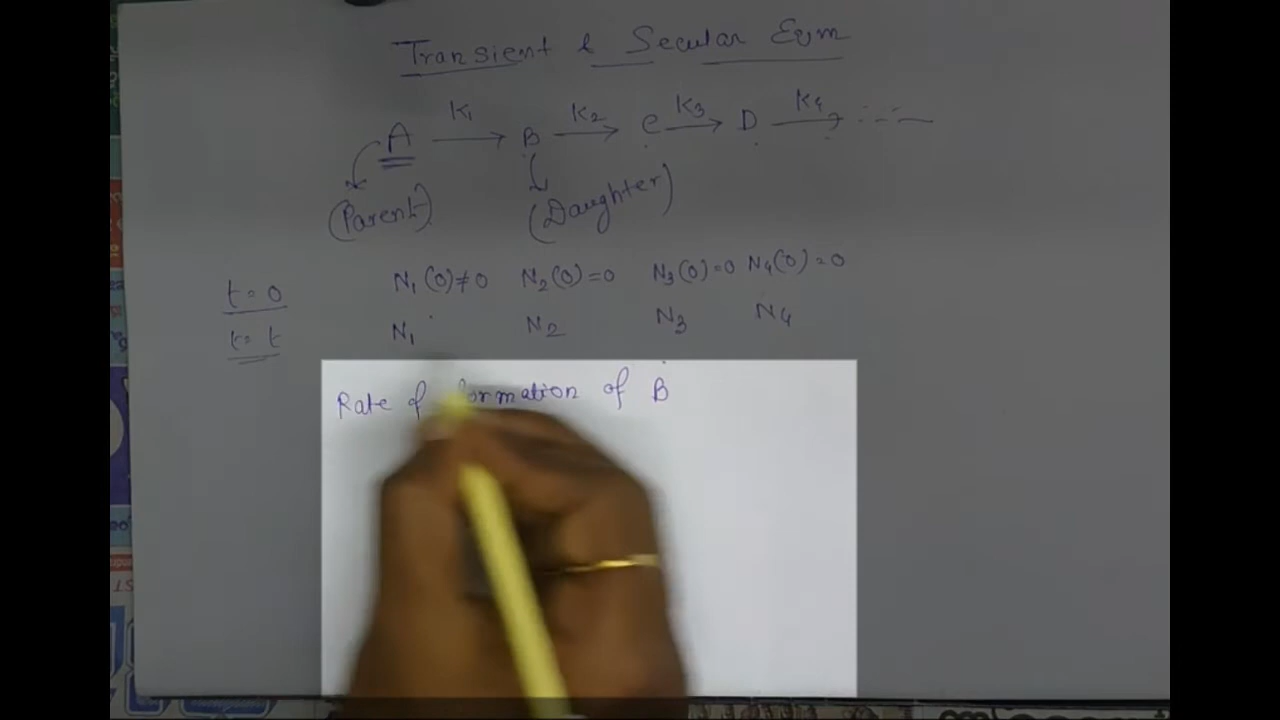 Transient & Secular Eqm
A K₁ → B K₂ → C K₃ → D K₄ →
(Parent) (Daughter)
t = 0 N₁(0)≠0 N₂(0)=0 N₃(0)=0 N₄(0)=0
t = t N₁ N₂ N₃ N₄
Rate of formation of B